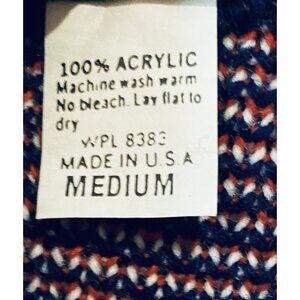 100% ACRYLIC
Machine wash warm
No bleach. Lay flat to
dry
WPL 8383
MADE IN U.S.A
MEDIUM